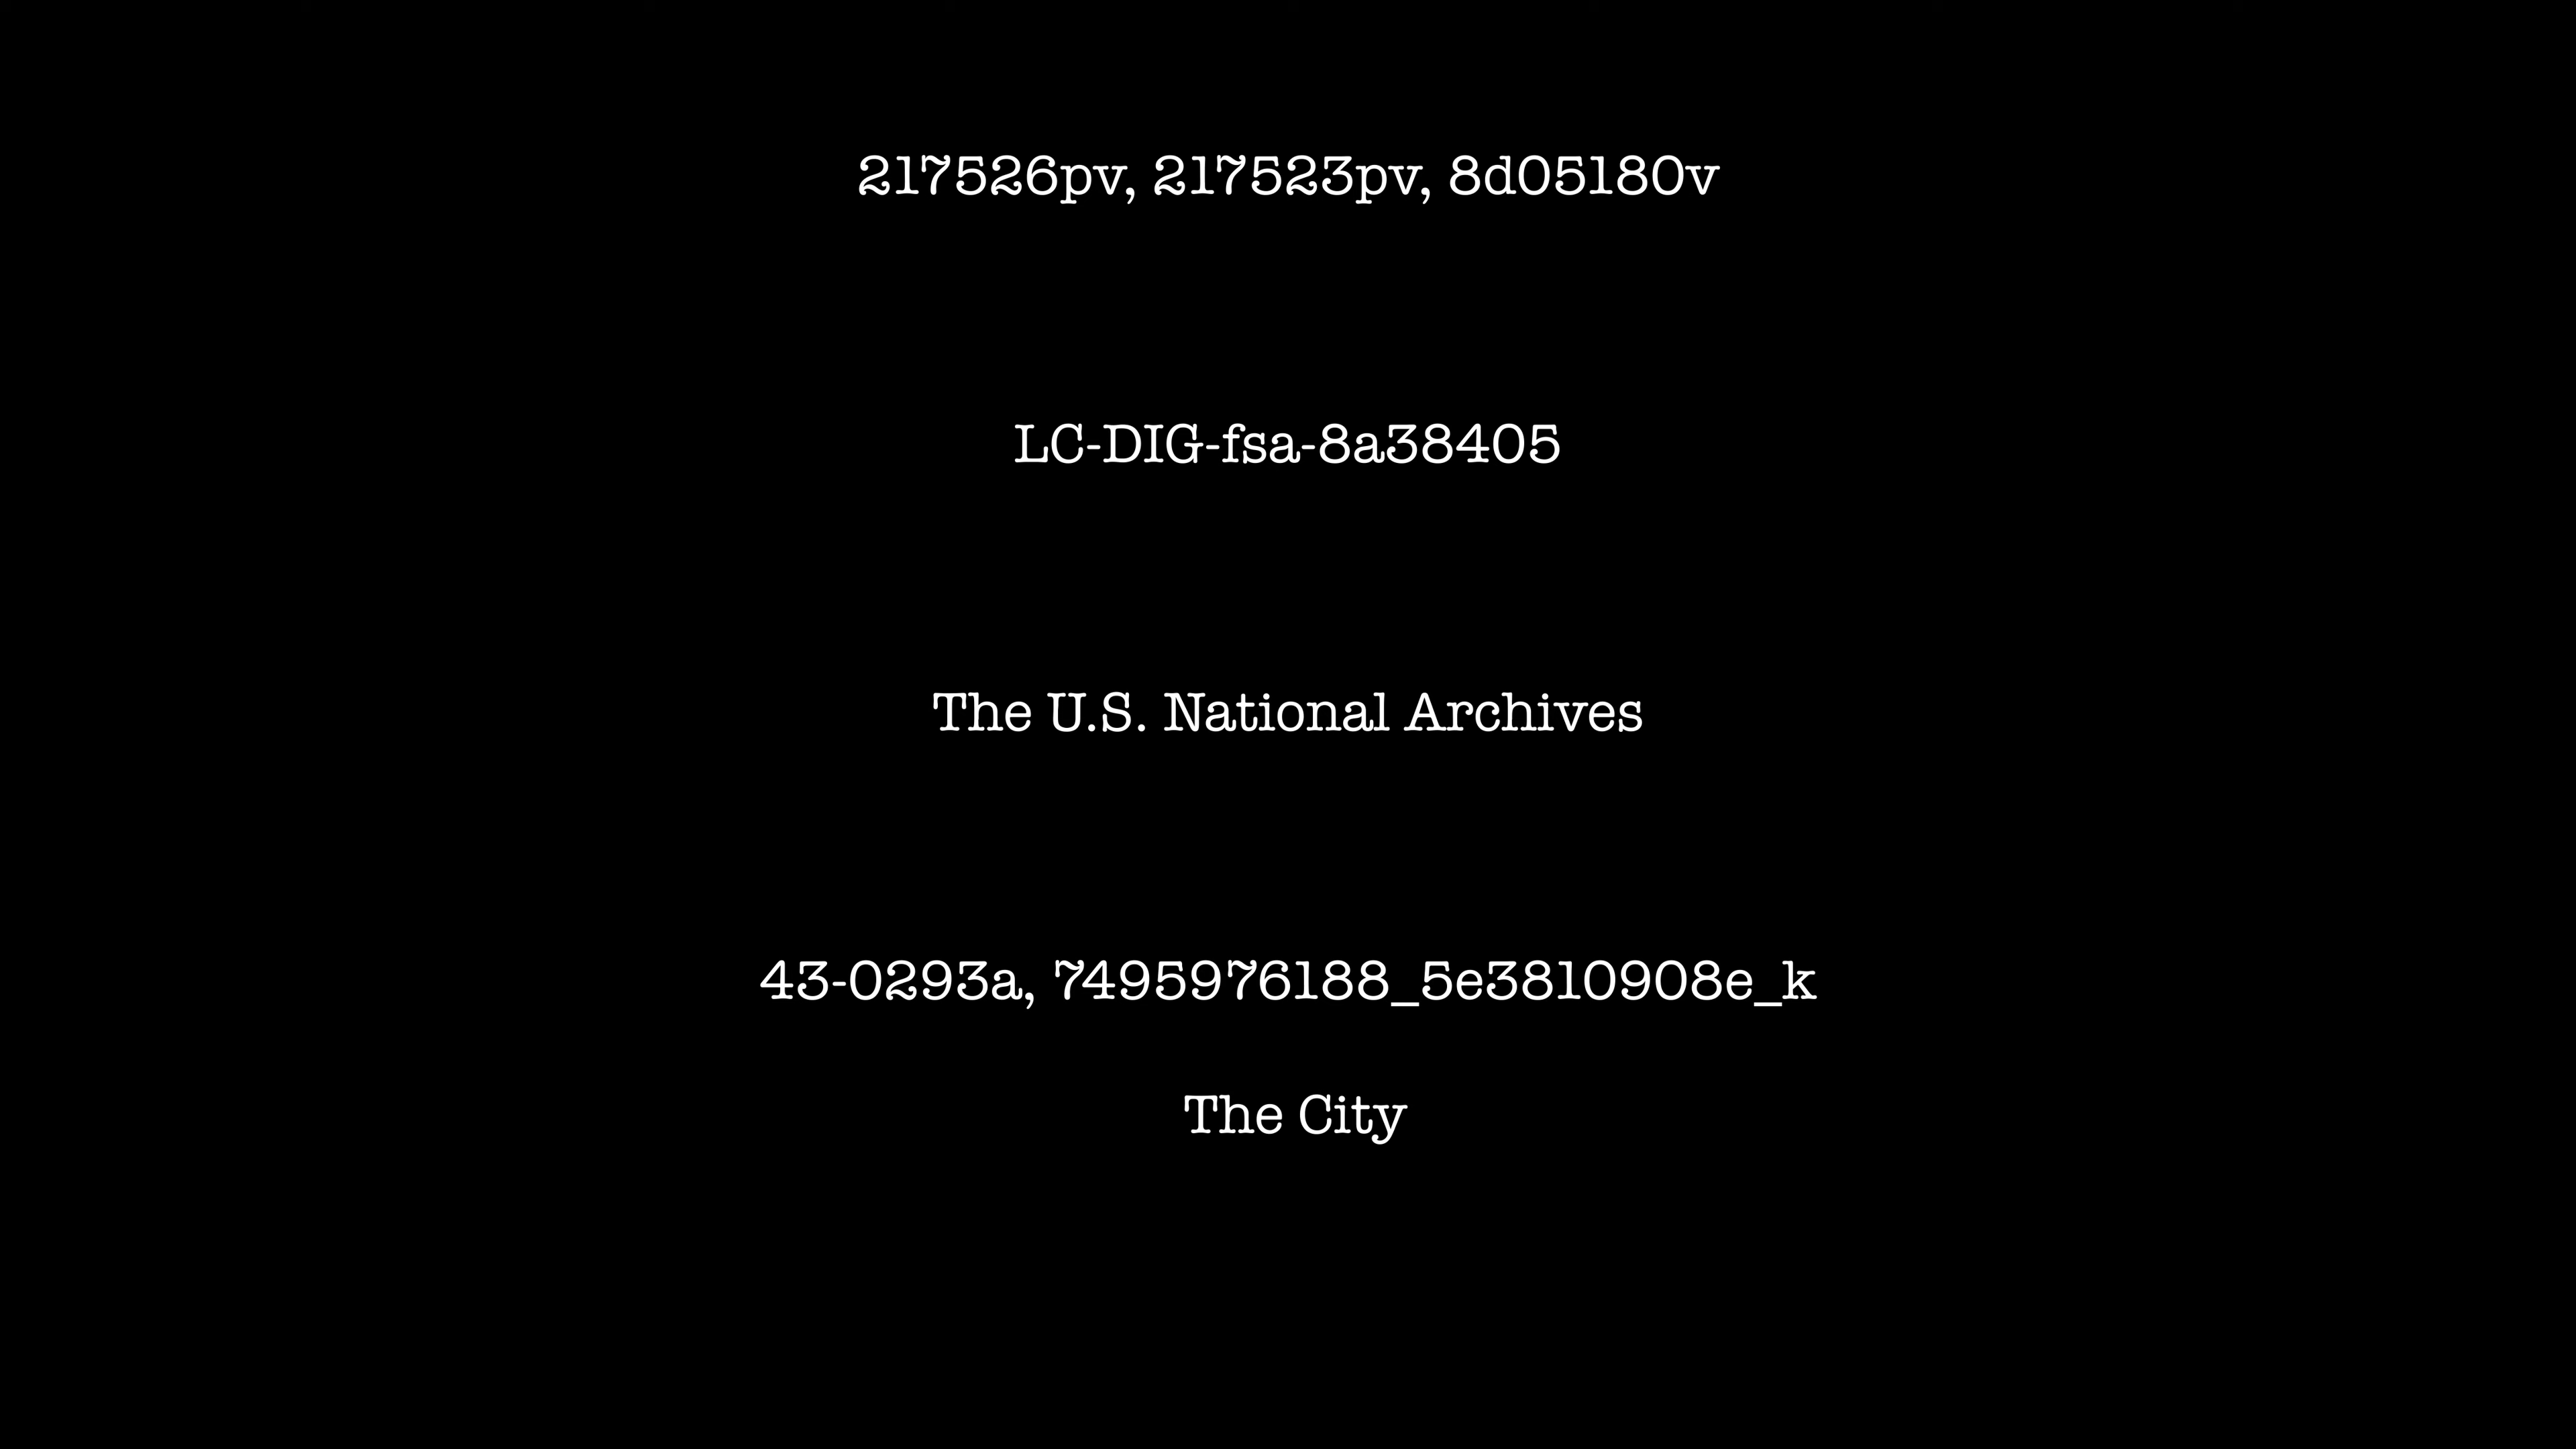 217526pv, 217523pv, 8d05180v
LC-DIG-fsa-8a38405
The U.S. National Archives
43-0293a, 7495976188_5e3810908e_k
The City